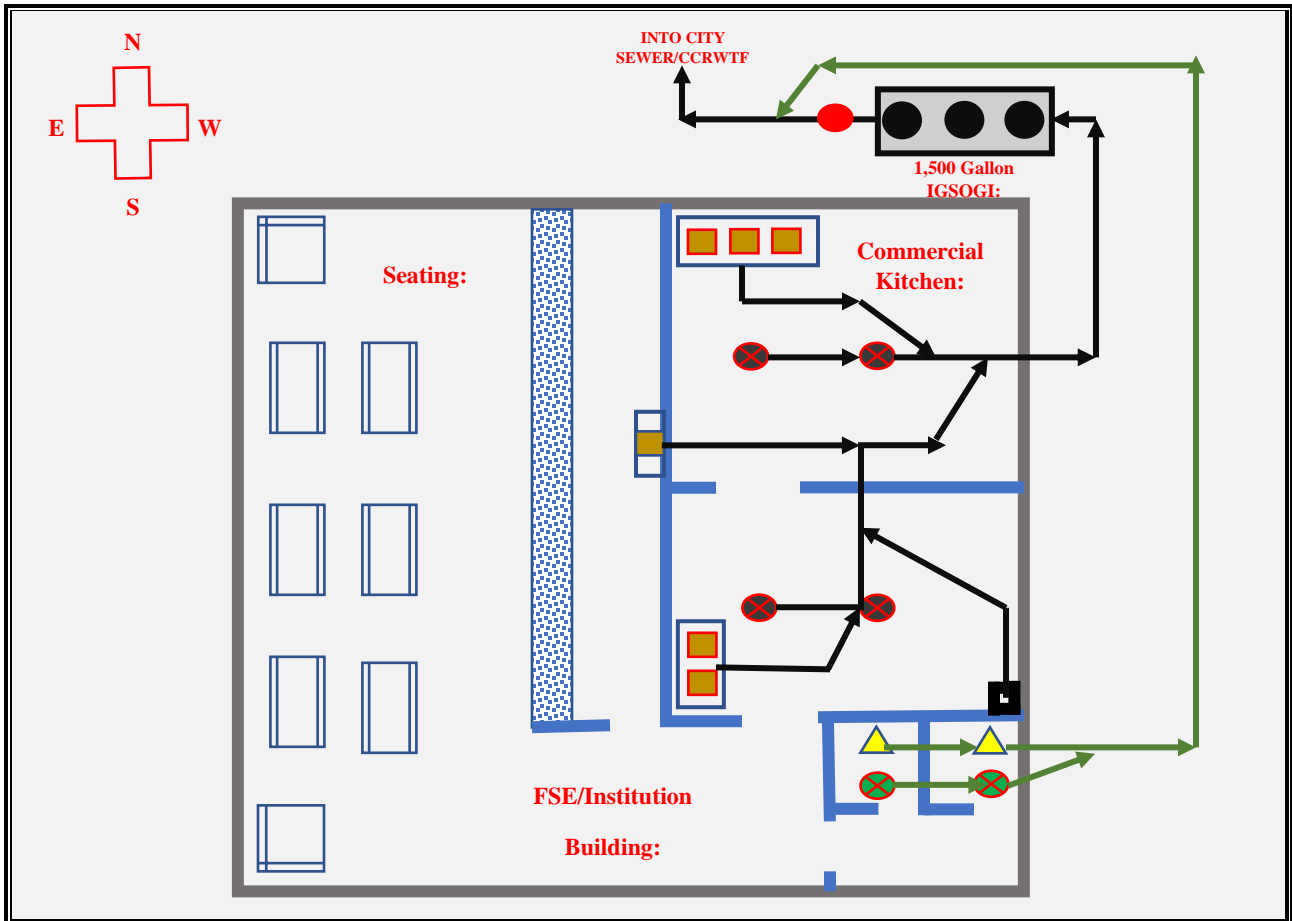 N
E
W
S
INTO CITY
SEWER/CCRWTF
1,500 Gallon
IGSOGI:
Seating:
Commercial
Kitchen:
FSE/Institution
Building: